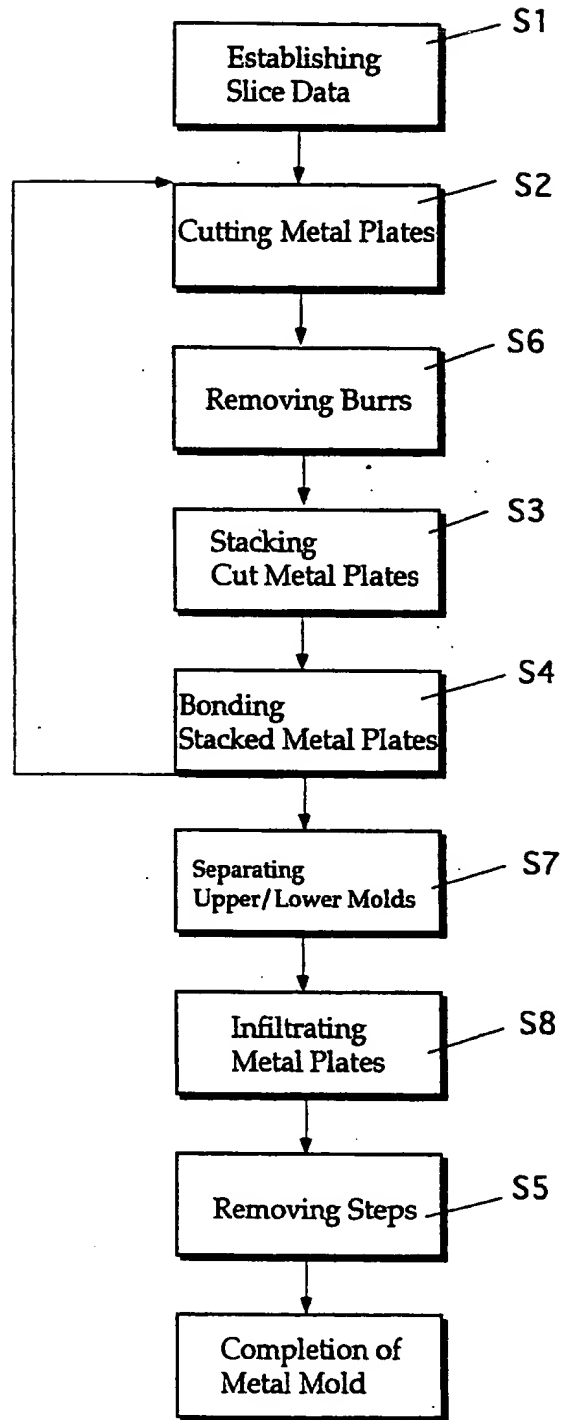 S1
Establishing
Slice Data
S2
Cutting Metal Plates
S6
Removing Burrs
S3
Stacking
Cut Metal Plates
S4
Bonding
Stacked Metal Plates
S7
Separating
Upper/Lower Molds
S8
Infiltrating
Metal Plates
S5
Removing Steps
Completion of
Metal Mold